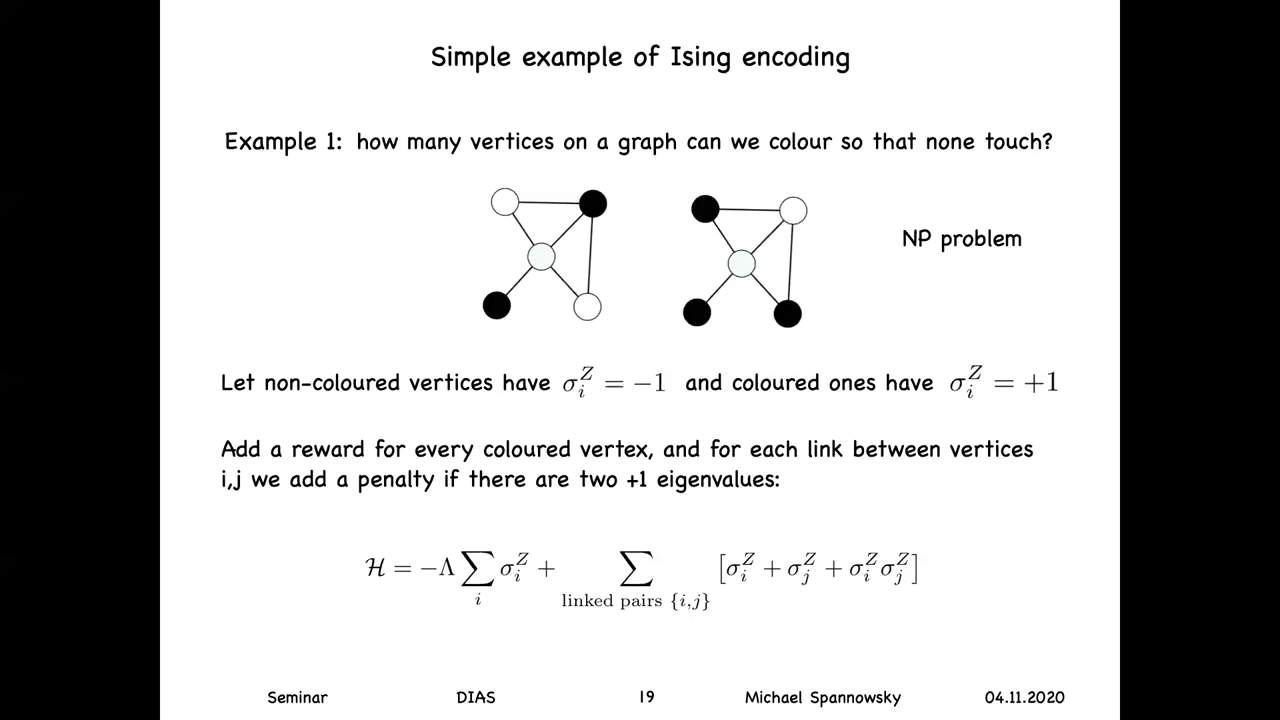 Simple example of Ising encoding
Example 1: how many vertices on a graph can we colour so that none touch?
NP problem
Let non-coloured vertices have σ_i^Z = −1 and coloured ones have σ_i^Z = +1
Add a reward for every coloured vertex, and for each link between vertices
i,j we add a penalty if there are two +1 eigenvalues:
ℋ = −Λ ∑_i σ_i^Z + ∑_{linked pairs {i,j}} [σ_i^Z + σ_j^Z + σ_i^Z σ_j^Z]
Seminar DIAS 19 Michael Spannowsky 04.11.2020